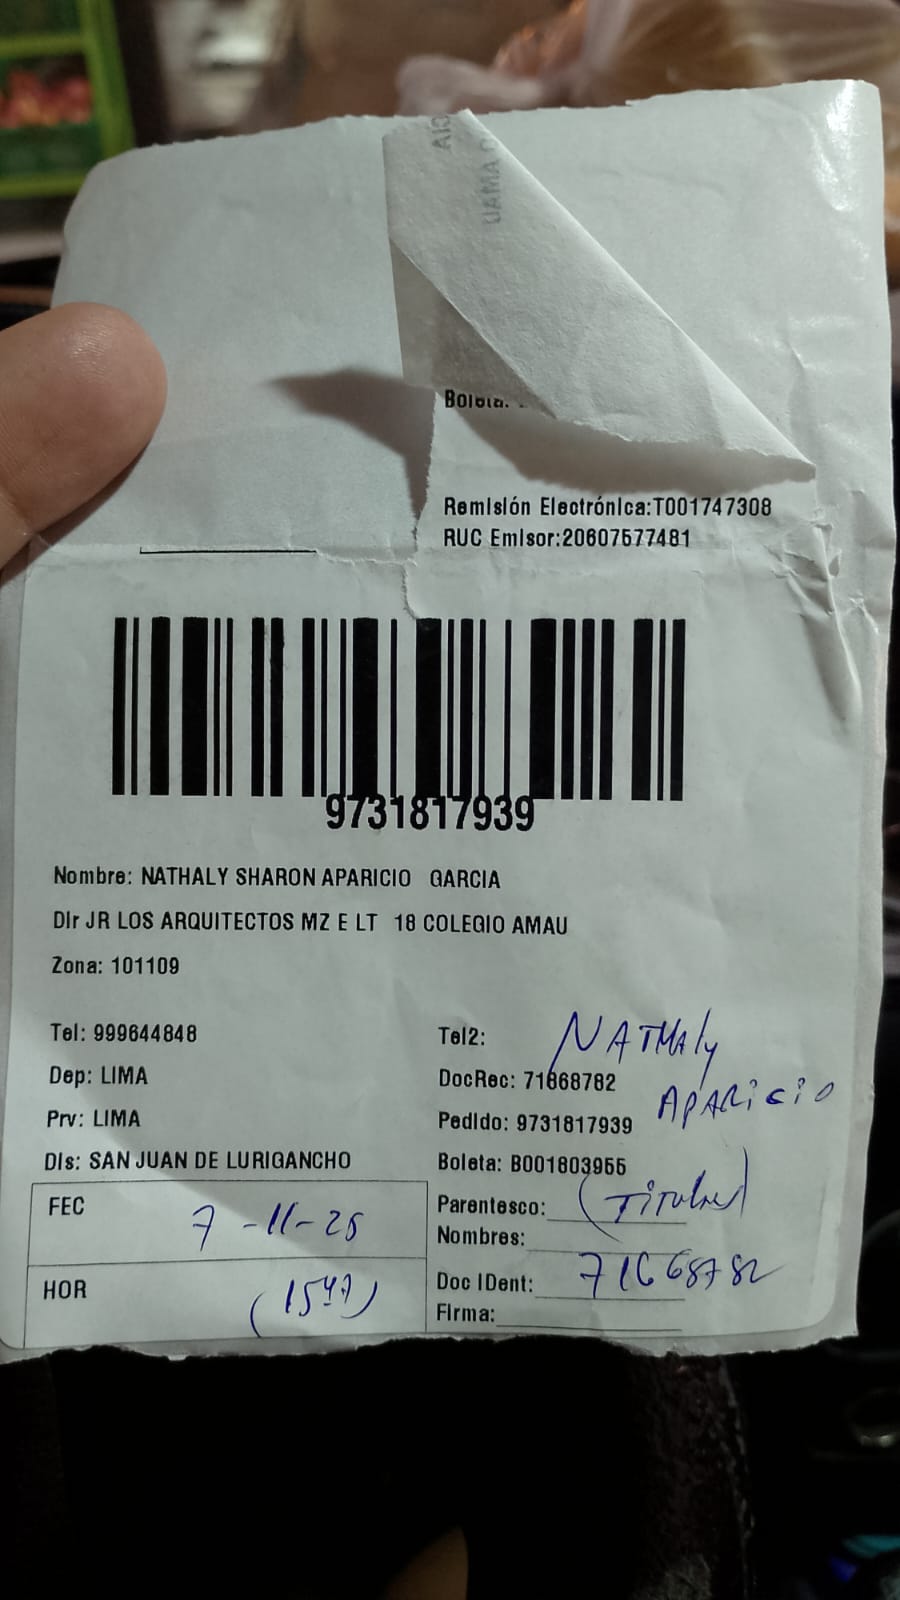 Boleta:
Remisión Electrónica:T001747308
RUC Emisor:20607577481
9731817939
Nombre: NATHALY SHARON APARICIO GARCIA
Dir JR LOS ARQUITECTOS MZ E LT 18 COLEGIO AMAU
Zona: 101109
Tel: 999644848
Dep: LIMA
Prv: LIMA
Dis: SAN JUAN DE LURIGANCHO
Tel2:
NATHAly
DocRec: 71868782
APARiciO
Pedido: 9731817939
Boleta: B001803955
Parentesco: (Titular)
Nombres:
Doc IDent: 71668782
Firma:
FEC 7-11-25
HOR